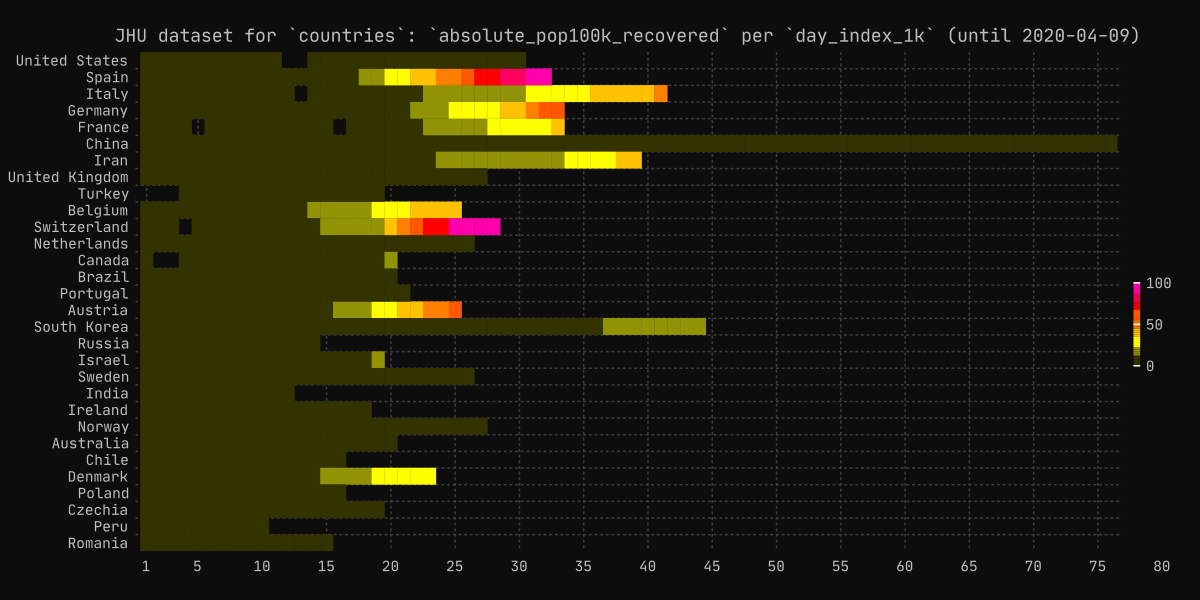 JHU dataset for `countries`: `absolute_pop100k_recovered` per `day_index_1k` (until 2020-04-09)
United States
Spain
Italy
Germany
France
China
Iran
United Kingdom
Turkey
Belgium
Switzerland
Netherlands
Canada
Brazil
Portugal
Austria
South Korea
Russia
Israel
Sweden
India
Ireland
Norway
Australia
Chile
Denmark
Poland
Czechia
Peru
Romania
100
50
0
1 5 10 15 20 25 30 35 40 45 50 55 60 65 70 75 80